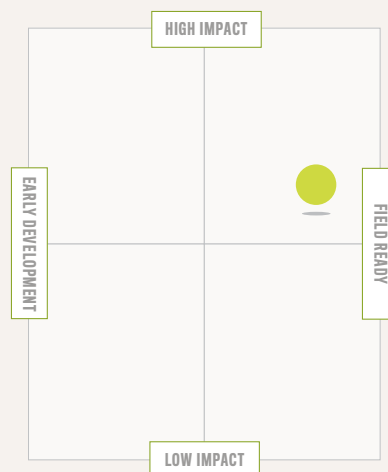 HIGH IMPACT
EARLY DEVELOPMENT
FIELD READY
LOW IMPACT